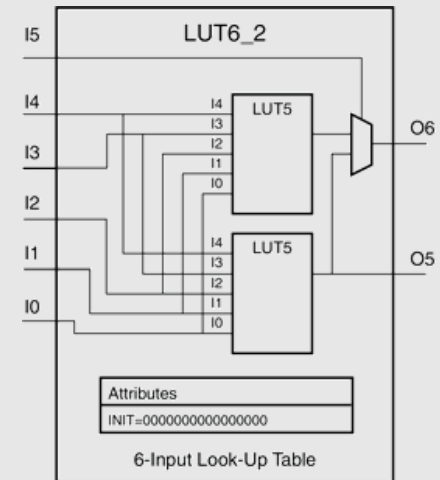 LUT6_2
I5
I4
I3
I2
I1
I0
I4
I3
I2
I1
I0
LUT5
I4
I3
I2
I1
I0
LUT5
O6
O5
Attributes
INIT=0000000000000000
6-Input Look-Up Table